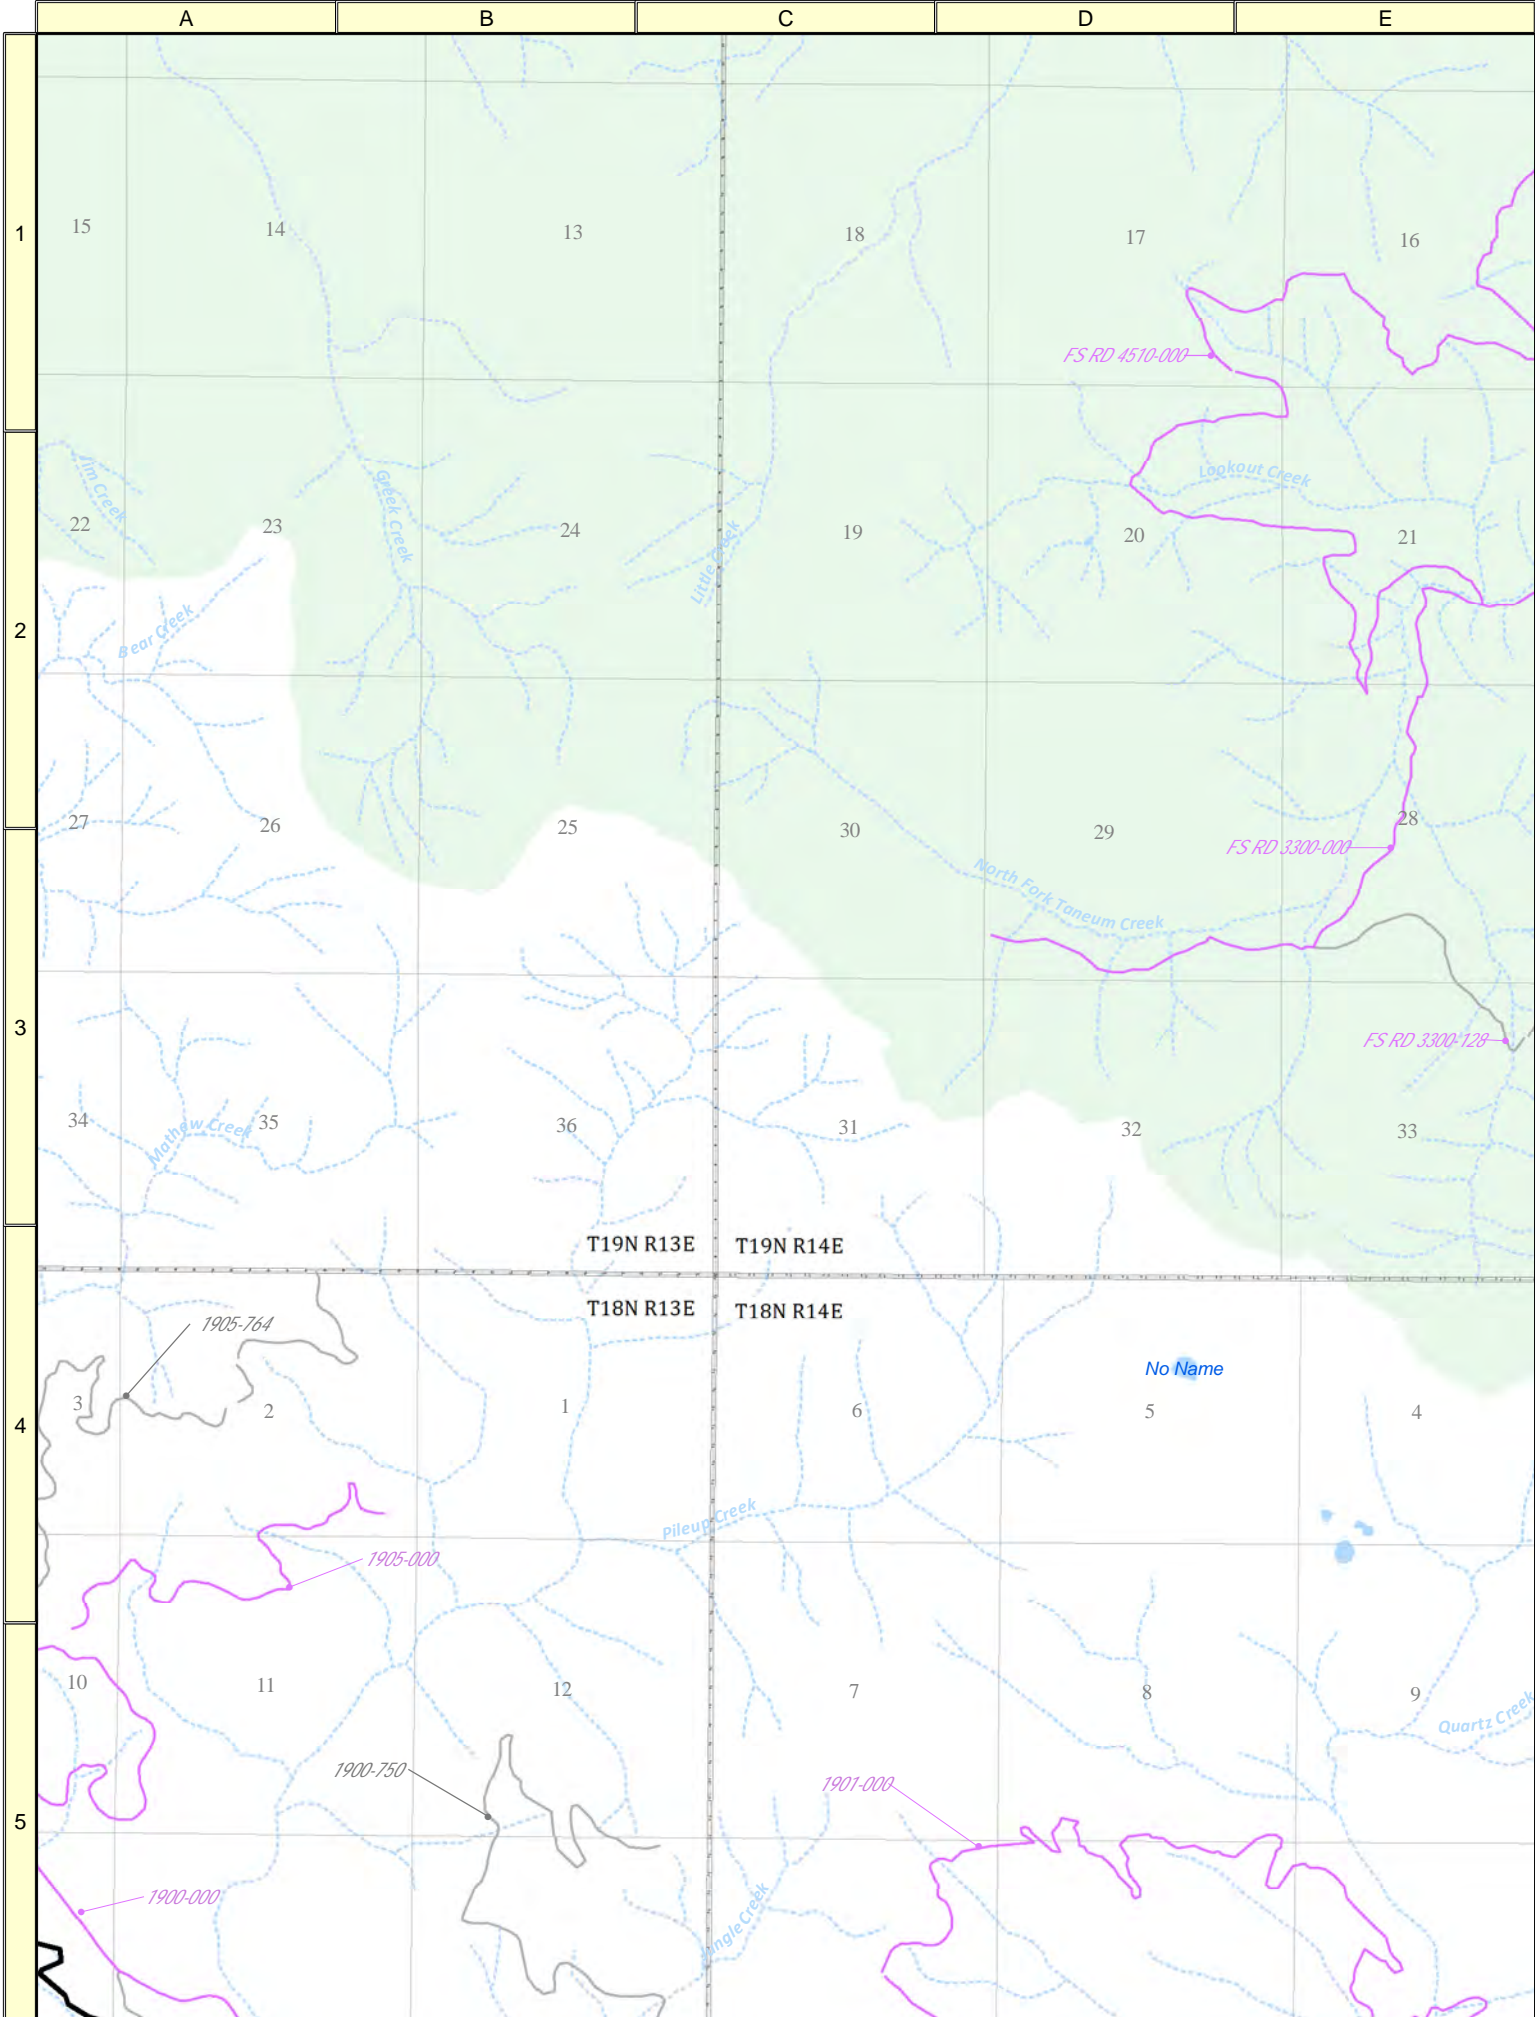 A B C D E
1
15 14 13 18 17 16
FS RD 4510-000
Jim Creek
Greek Creek
Lookout Creek
22 23 24 19 20 21
Little Creek
2
Bear Creek
27 26 25 30 29 28
FS RD 3300-000
North Fork Taneum Creek
3
FS RD 3300-128
34 35 36 31 32 33
Mathew Creek
T19N R13E T19N R14E
T18N R13E T18N R14E
1905-764
No Name
4
3 2 1 6 5 4
Pileup Creek
1905-000
10 11 12 7 8 9
Quartz Creek
1900-750
1901-000
5
1900-000
Jungle Creek